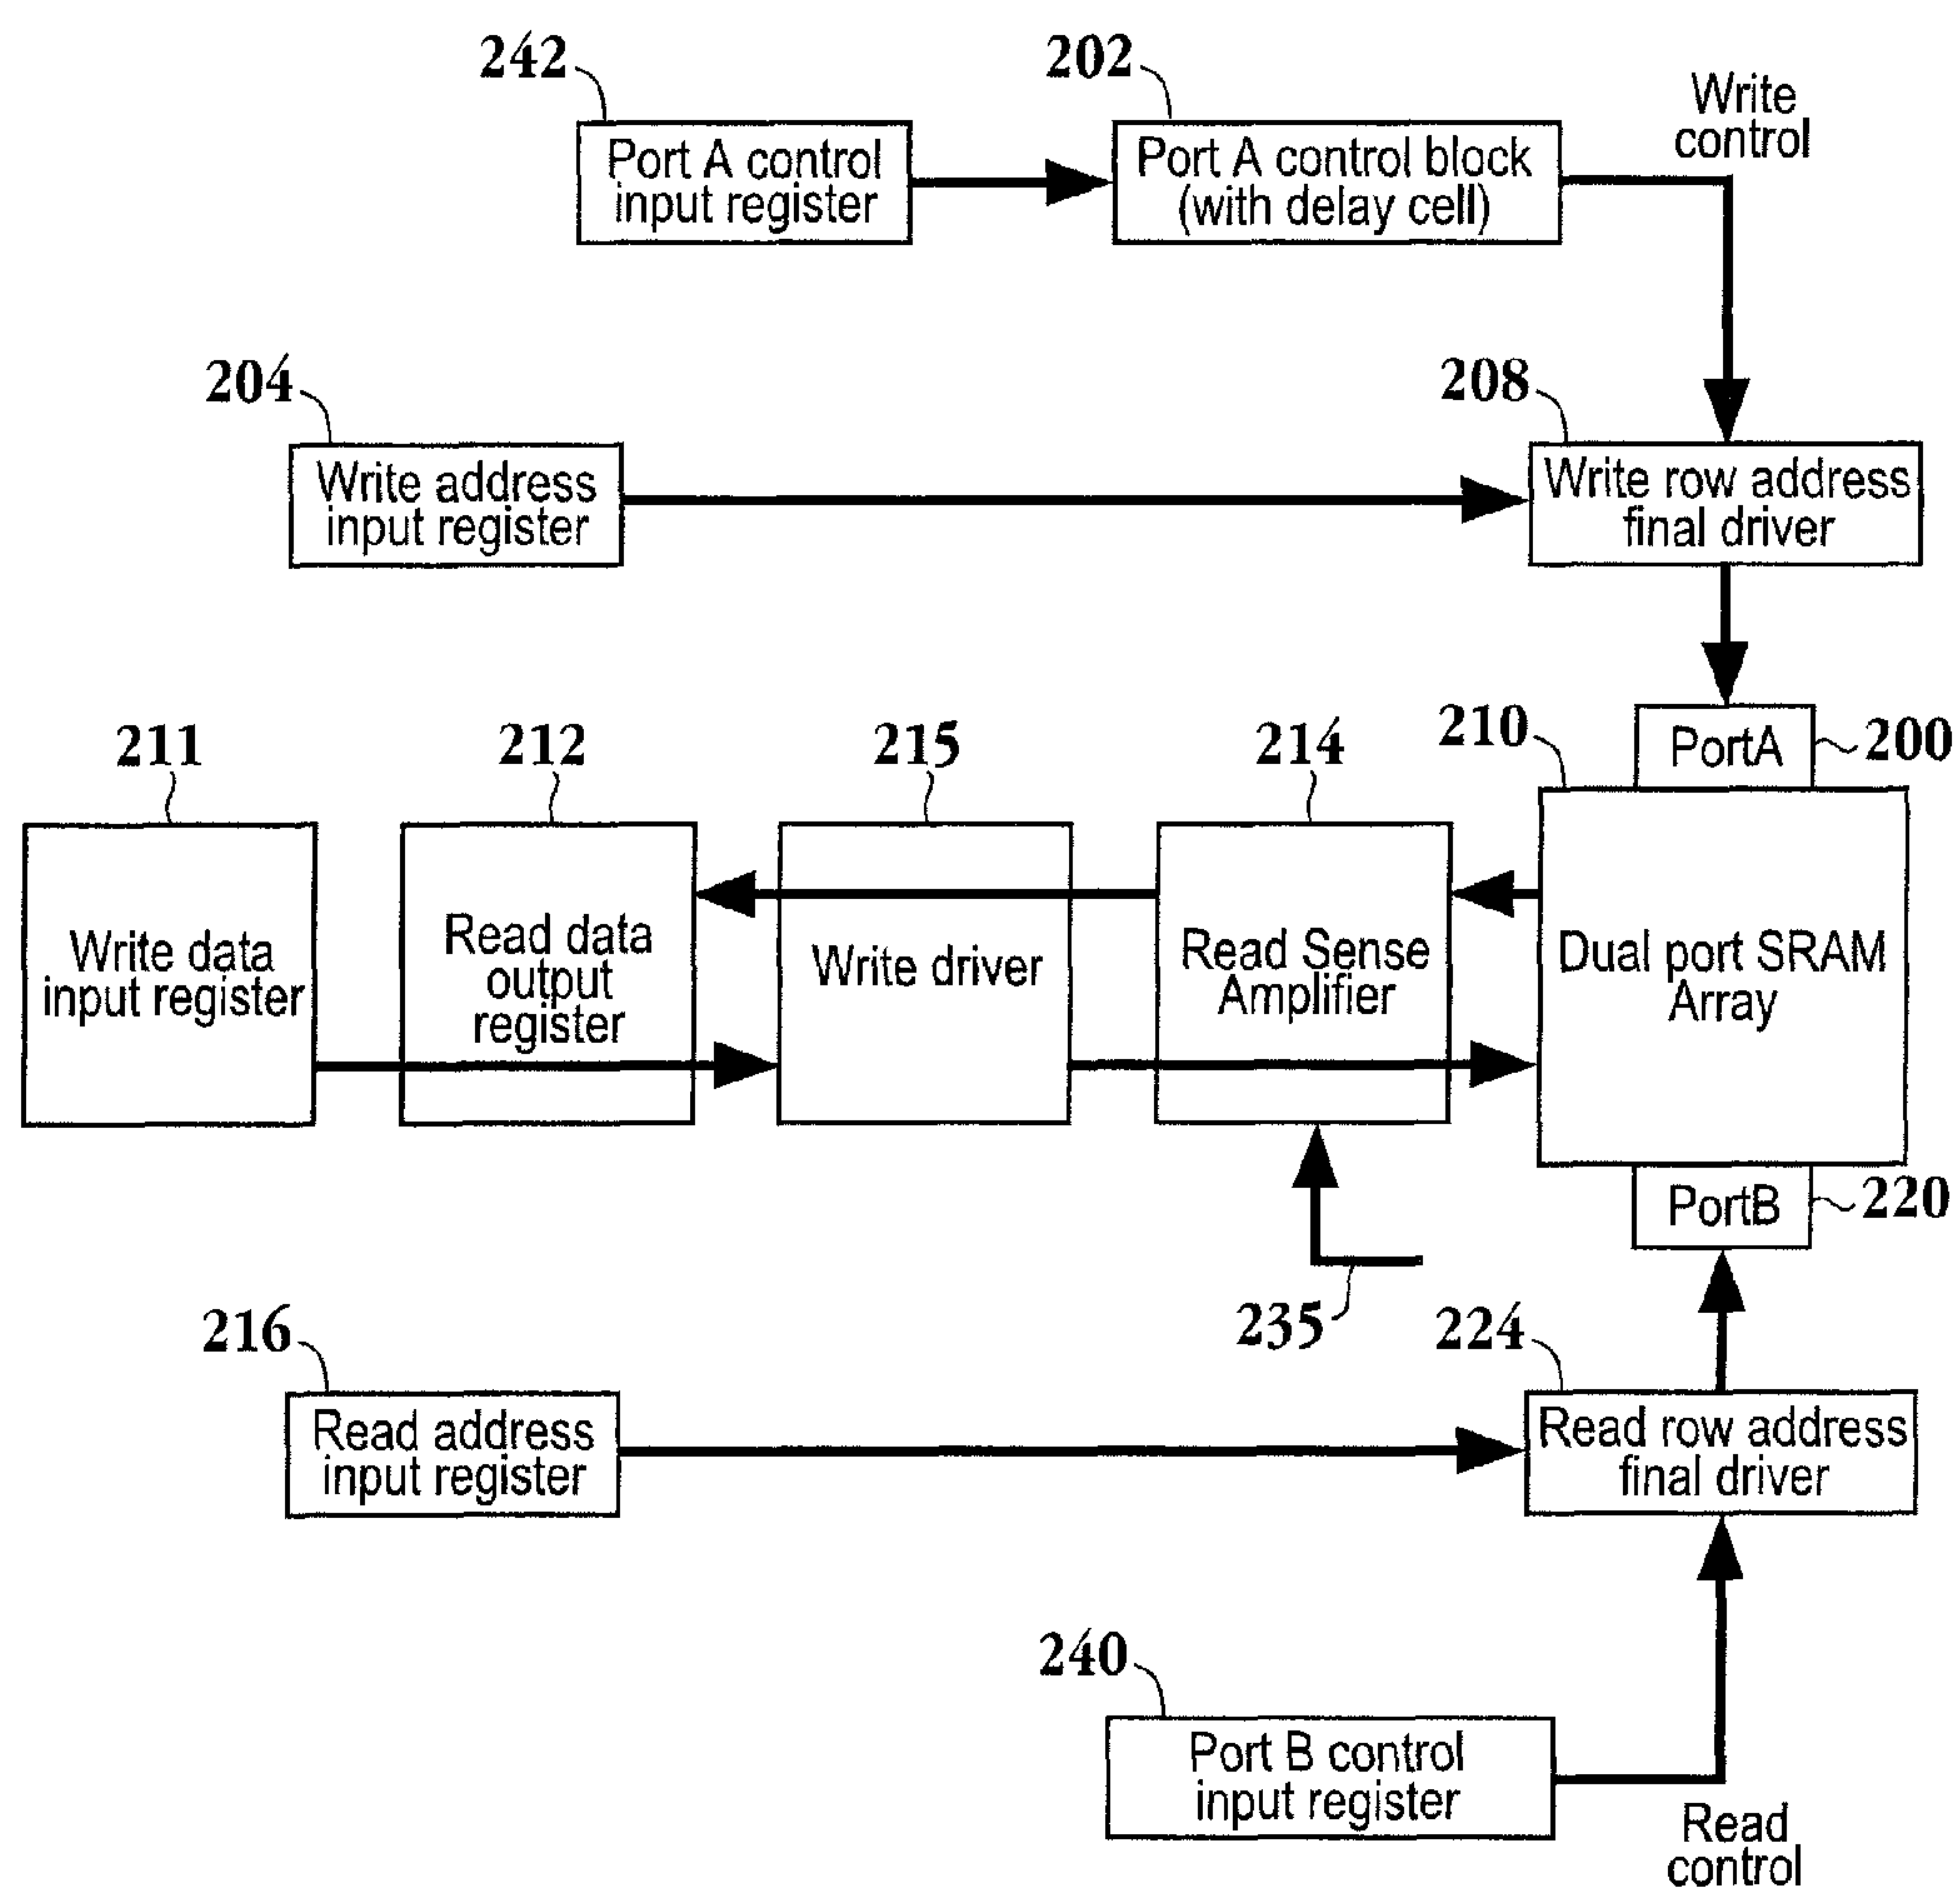 242
202
Write
control
Port A control
input register
Port A control block
(with delay cell)
204
208
Write address
input register
Write row address
final driver
211
212
215
214
210
PortA
200
Write data
input register
Read data
output
register
Write driver
Read Sense
Amplifier
Dual port SRAM
Array
PortB
220
235
216
224
Read address
input register
Read row address
final driver
240
Port B control
input register
Read
control